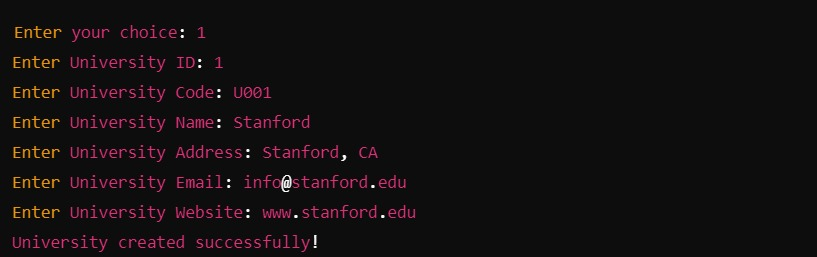 Enter your choice: 1
Enter University ID: 1
Enter University Code: U001
Enter University Name: Stanford
Enter University Address: Stanford, CA
Enter University Email: info@stanford.edu
Enter University Website: www.stanford.edu
University created successfully!